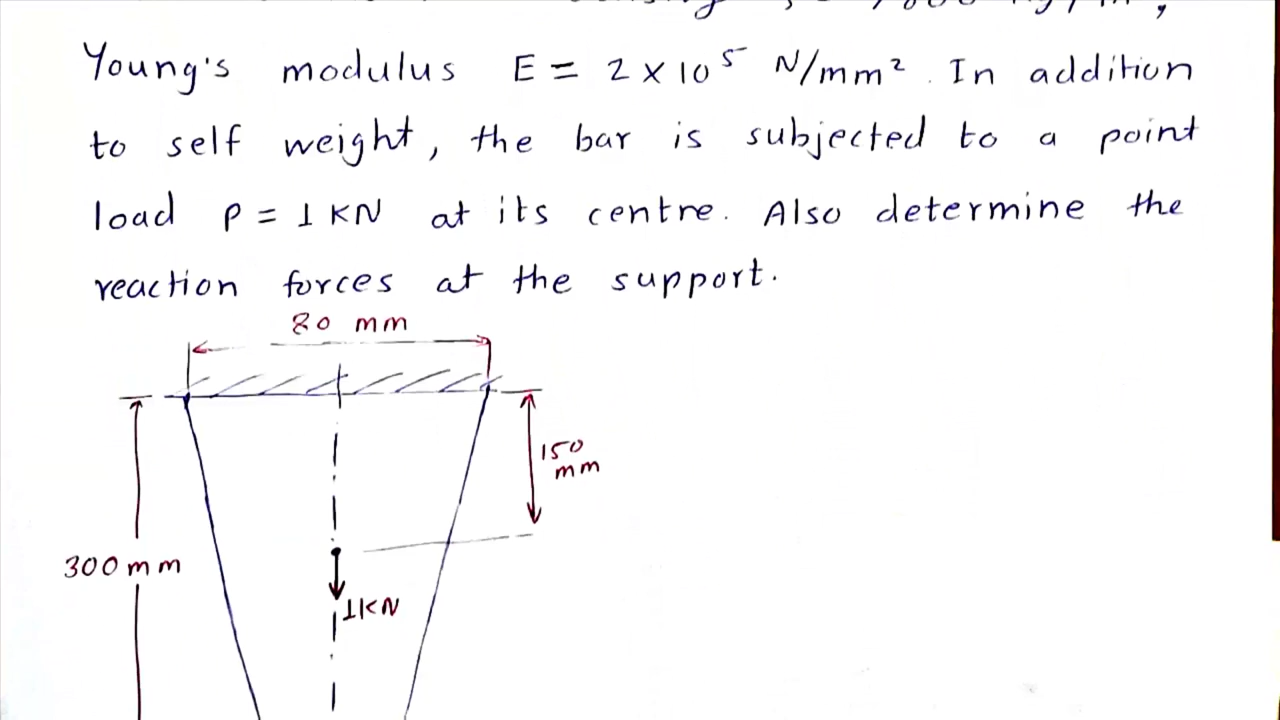 Young's modulus E = 2 x 10⁵ N/mm². In addition
to self weight, the bar is subjected to a point
load P = 1 KN at its centre. Also determine the
reaction forces at the support.
80 mm
150
mm
300 mm
1KN